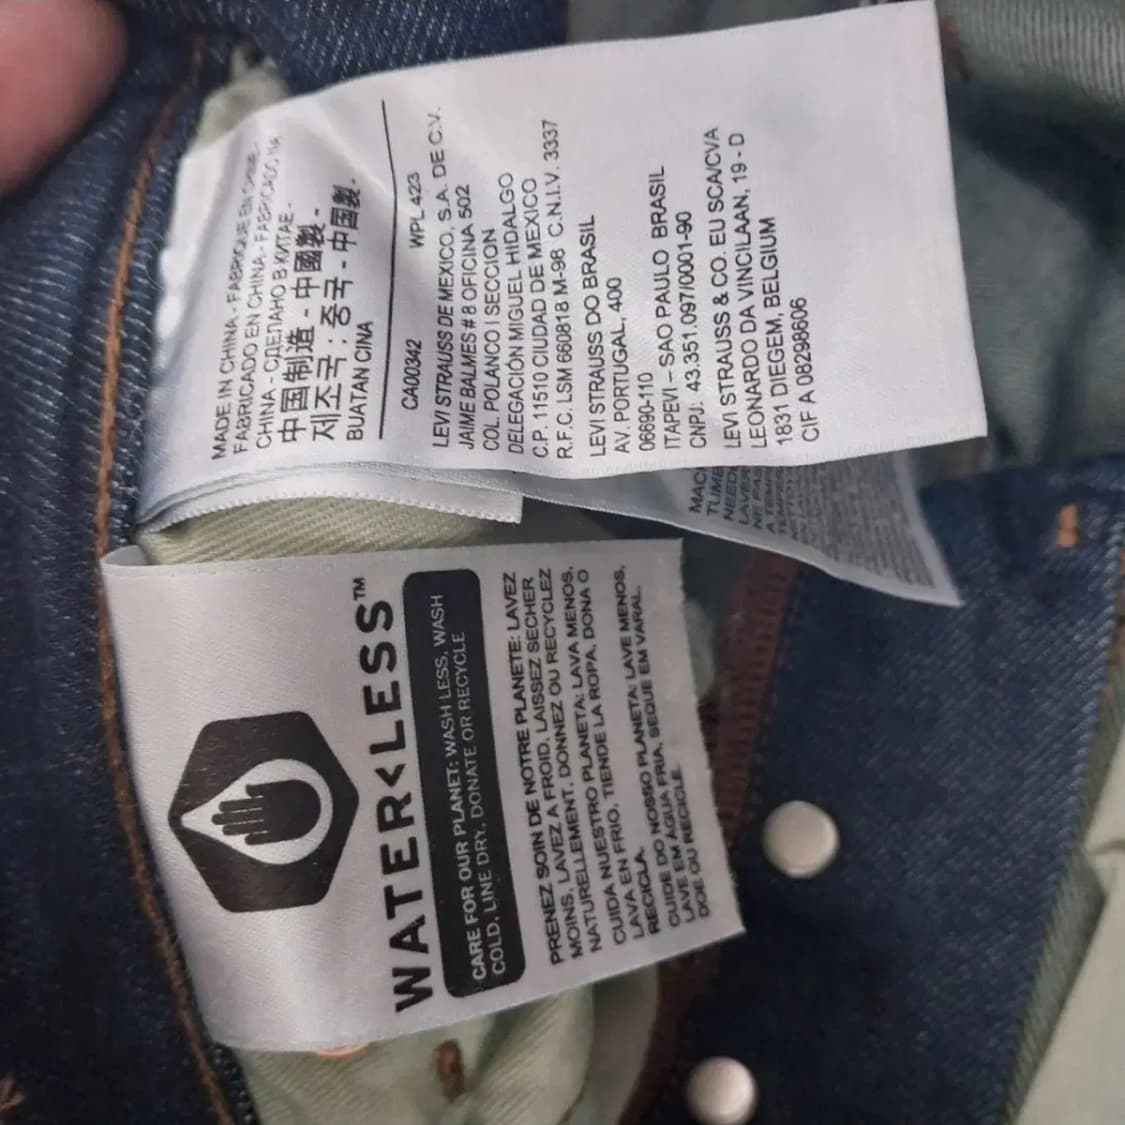 MADE IN CHINA - FABRIQUE EN CHINE -
FABRICADO EN CHINA - FABRICADO NA
CHINA - СДЕЛАНО В КИТАЕ -
中国制造 - 中國製 -
제조국 : 중국 - 中国製 .
BUATAN CINA
CA00342 WPL 423
LEVI STRAUSS DE MEXICO, S.A. DE C.V.
JAIME BALMES # 8 OFICINA 502
COL. POLANCO I SECCION
DELEGACIÓN MIGUEL HIDALGO
C.P. 11510 CIUDAD DE MEXICO
R.F.C. LSM 660818 M-98 C.N.I.V. 3337
LEVI STRAUSS DO BRASIL
AV. PORTUGAL, 400
06690-110
ITAPEVI – SAO PAULO BRASIL
CNPJ: 43.351.097/0001-90
LEVI STRAUSS & CO. EU SCA/CVA
LEONARDO DA VINCILAAN, 19 - D
1831 DIEGEM, BELGIUM
CIF A 08298606
WATER<LESS™
CARE FOR OUR PLANET: WASH LESS, WASH
COLD, LINE DRY, DONATE OR RECYCLE
PRENEZ SOIN DE NOTRE PLANETE: LAVEZ
MOINS, LAVEZ A FROID, LAISSEZ SECHER
NATURELLEMENT, DONNEZ OU RECYCLEZ
CUIDA NUESTRO PLANETA: LAVA MENOS,
LAVA EN FRIO, TIENDE LA ROPA, DONA O
RECICLA.
CUIDE DO NOSSO PLANETA: LAVE MENOS,
LAVE EM ÁGUA FRIA, SEQUE EM VARAL,
DOE OU RECICLE.